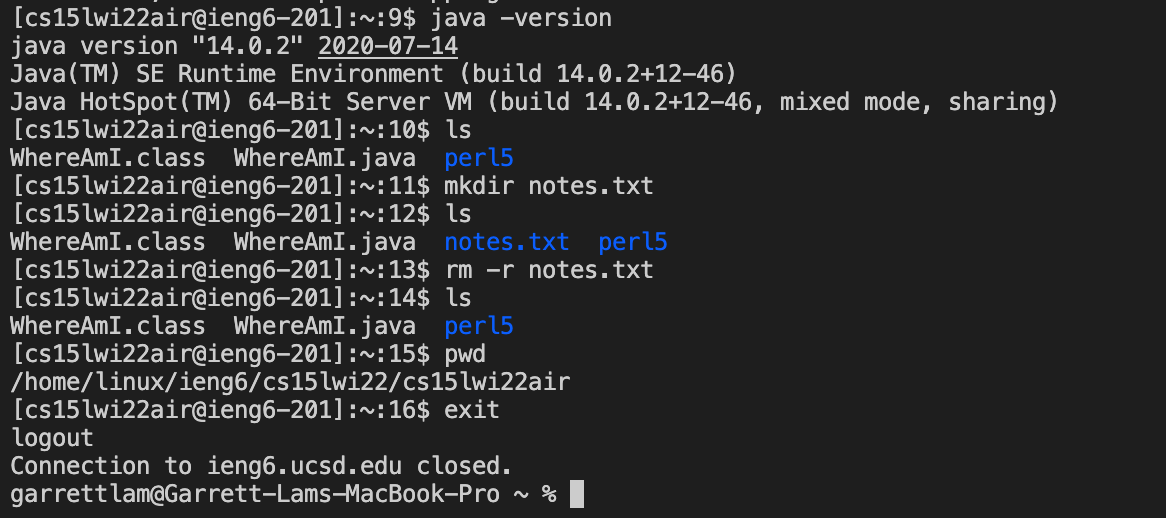 [cs15lwi22air@ieng6-201]:~:9$ java -version
java version "14.0.2" 2020-07-14
Java(TM) SE Runtime Environment (build 14.0.2+12-46)
Java HotSpot(TM) 64-Bit Server VM (build 14.0.2+12-46, mixed mode, sharing)
[cs15lwi22air@ieng6-201]:~:10$ ls
WhereAmI.class  WhereAmI.java  perl5
[cs15lwi22air@ieng6-201]:~:11$ mkdir notes.txt
[cs15lwi22air@ieng6-201]:~:12$ ls
WhereAmI.class  WhereAmI.java  notes.txt  perl5
[cs15lwi22air@ieng6-201]:~:13$ rm -r notes.txt
[cs15lwi22air@ieng6-201]:~:14$ ls
WhereAmI.class  WhereAmI.java  perl5
[cs15lwi22air@ieng6-201]:~:15$ pwd
/home/linux/ieng6/cs15lwi22/cs15lwi22air
[cs15lwi22air@ieng6-201]:~:16$ exit
logout
Connection to ieng6.ucsd.edu closed.
garrettlam@Garrett-Lams-MacBook-Pro ~ %